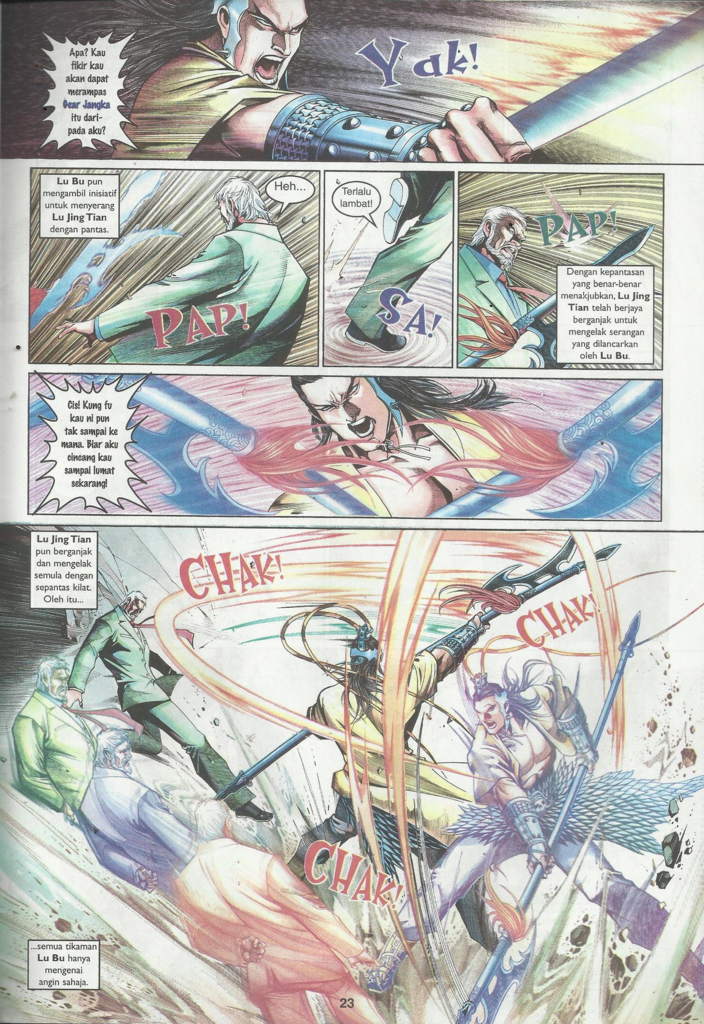 Apa? Kau
fikir kau
akan dapat
merampas
Gear Jangka
itu dari-
pada aku?
Yak!
Lu Bu pun
mengambil inisiatif
untuk menyerang
Lu Jing Tian
dengan pantas.
Heh...
PAP!
Terlalu
lambat!
SA!
PAP!
Dengan kepantasan
yang benar-benar
menakjubkan, Lu Jing
Tian berjaya
berganjak untuk
mengelak serangan
yang dilancarkan
oleh Lu Bu.
Cis! Kung fu
kau ni pun
tak sampai ke
mana. Biar aku
cincang kau
sampai lumat
sekarang!
Lu Jing Tian
pun berganjak
dan mengelak
semula dengan
sepantas kilat.
Oleh itu...
CHAK!
CHAK!
CHAK!
...semua tikaman
Lu Bu hanya
mengenai
angin sahaja.
23